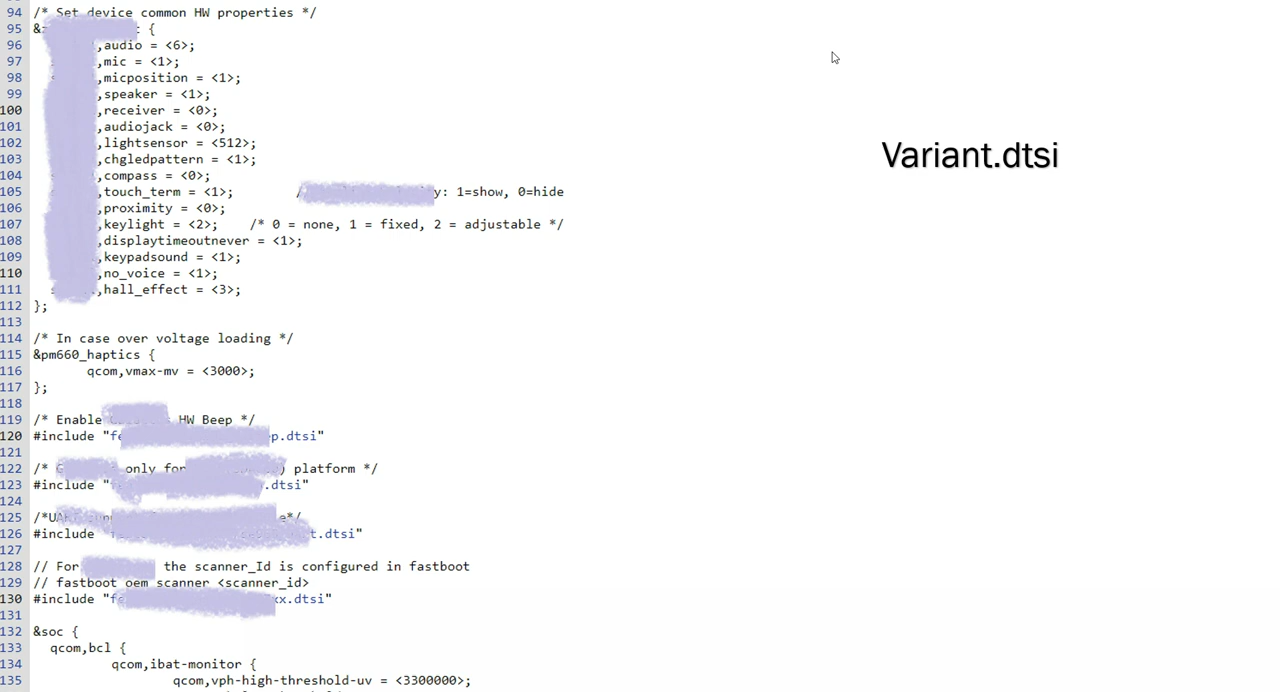 94 /* Set device common HW properties */
95 & {
96 ,audio = <6>;
97 ,mic = <1>;
98 ,micposition = <1>;
99 ,speaker = <1>;
100 ,receiver = <0>;
101 ,audiojack = <0>;
102 ,lightsensor = <512>;
103 ,chgledpattern = <1>;
104 ,compass = <0>;
105 ,touch_term = <1>; / y: 1=show, 0=hide
106 ,proximity = <0>;
107 ,keylight = <2>; /* 0 = none, 1 = fixed, 2 = adjustable */
108 ,displaytimeoutnever = <1>;
109 ,keypadsound = <1>;
110 ,no_voice = <1>;
111 ,hall_effect = <3>;
112 };
113
114 /* In case over voltage loading */
115 &pm660_haptics {
116 qcom,vmax-mv = <3000>;
117 };
118
119 /* Enable HW Beep */
120 #include "fe p.dtsi"
121
122 /* only for ) platform */
123 #include " .dtsi"
124
125 /*UART e*/
126 #include " t.dtsi"
127
128 // For the scanner_Id is configured in fastboot
129 // fastboot oem scanner <scanner_id>
130 #include "fe xx.dtsi"
131
132 &soc {
133 qcom,bcl {
134 qcom,ibat-monitor {
135 qcom,vph-high-threshold-uv = <3300000>;
Variant.dtsi